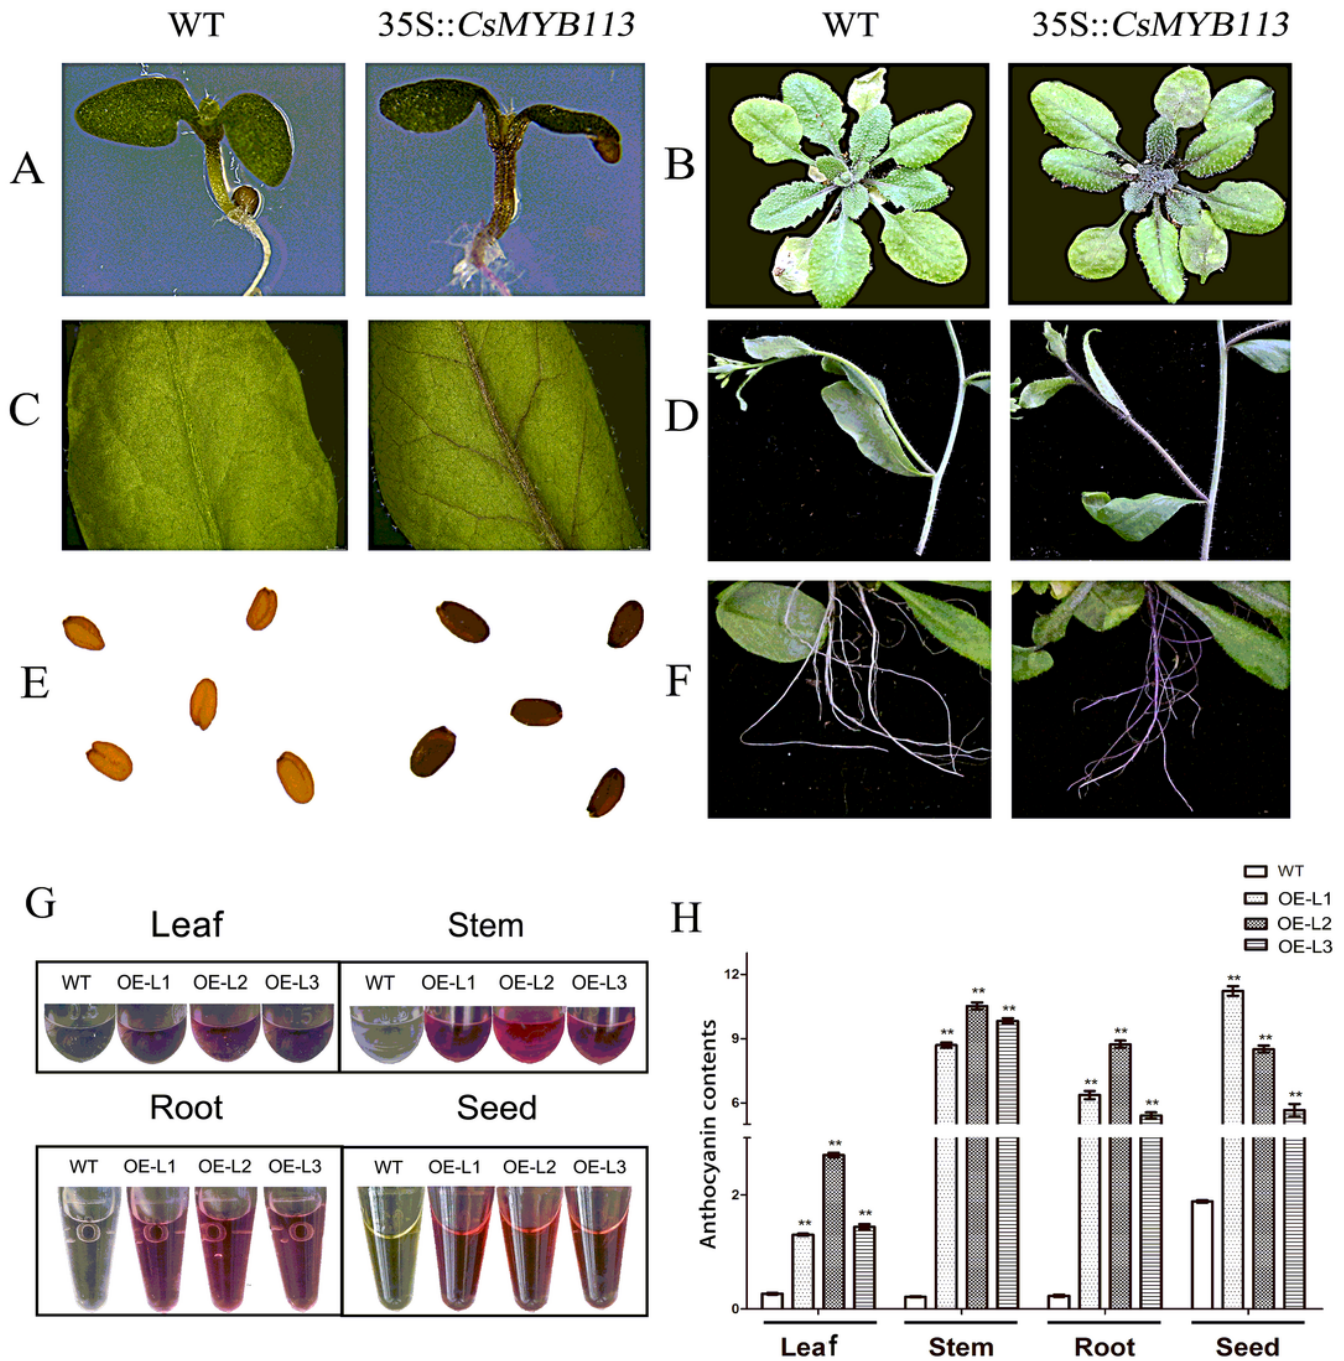 WT 35S::CsMYB113 WT 35S::CsMYB113
A
B
C
D
E
F
G
Leaf Stem
WT OE-L1 OE-L2 OE-L3 WT OE-L1 OE-L2 OE-L3
Root Seed
WT OE-L1 OE-L2 OE-L3 WT OE-L1 OE-L2 OE-L3
H
WT
OE-L1
OE-L2
OE-L3
Anthocyanin contents
12
9
6
2
0
** ** **
** ** **
** ** **
** ** **
Leaf Stem Root Seed